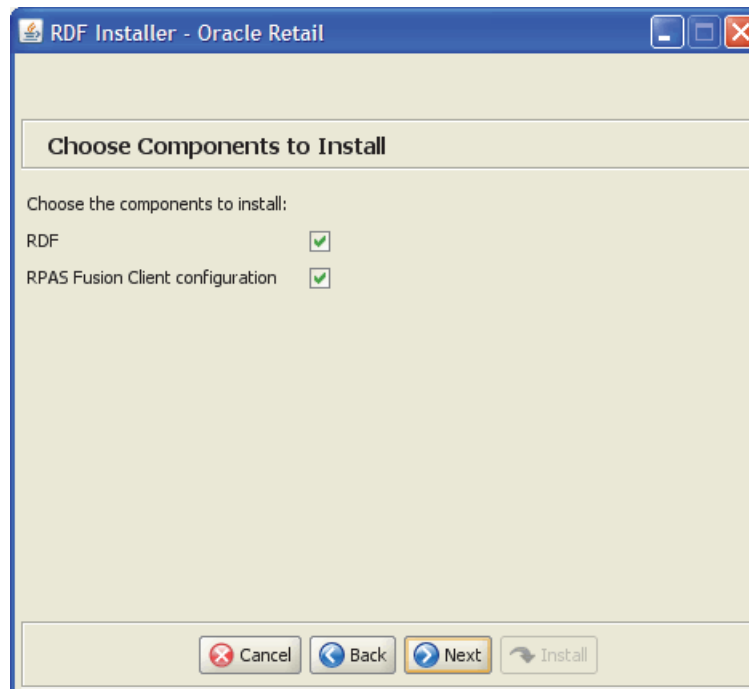 RDF Installer - Oracle Retail
Choose Components to Install
Choose the components to install:
RDF
RPAS Fusion Client configuration
Cancel Back Next Install